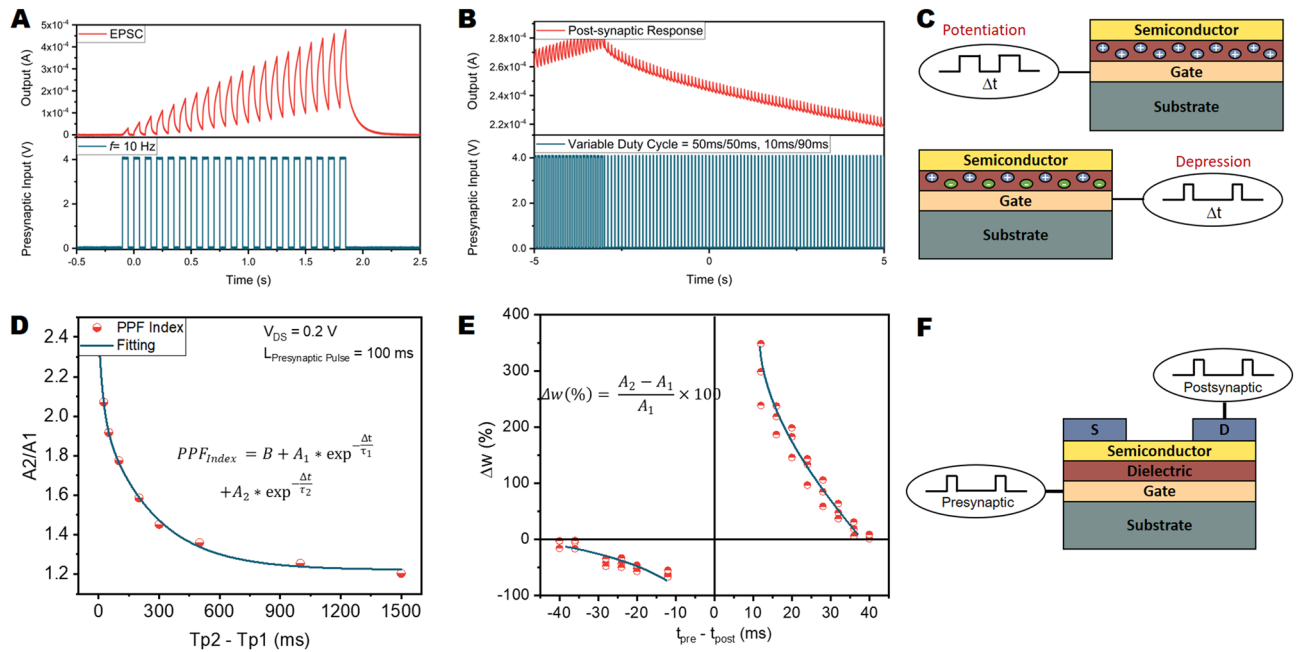 A
5x10⁻⁴
4x10⁻⁴
3x10⁻⁴
2x10⁻⁴
1x10⁻⁴
0
Output (A)
EPSC
f= 10 Hz
4
2
0
Presynaptic Input (V)
-0.5
0.0
0.5
1.0
1.5
2.0
2.5
Time (s)
B
2.8x10⁻⁴
2.6x10⁻⁴
2.4x10⁻⁴
2.2x10⁻⁴
Output (A)
Post-synaptic Response
Variable Duty Cycle = 50ms/50ms, 10ms/90ms
4.0
2.0
0.0
Presynaptic Input (V)
-5
0
5
Time (s)
C
Potentiation
Δt
Semiconductor
+ + + + + +
+ + + + +
Gate
Substrate
Semiconductor
+ + + + +
- - - - -
Gate
Substrate
Depression
Δt
D
2.4
2.2
2.0
1.8
1.6
1.4
1.2
A2/A1
PPF Index
Fitting
V_DS = 0.2 V
L_Presynaptic Pulse = 100 ms
PPF_Index = B + A₁ * exp^(-Δt/τ₁)
+A₂ * exp^(-Δt/τ₂)
0
300
600
900
1200
1500
Tp2 - Tp1 (ms)
E
400
300
200
100
0
-100
ΔW (%)
Δw(%) = (A₂ − A₁)/A₁ × 100
-40
-30
-20
-10
0
10
20
30
40
t_pre - t_post (ms)
F
Postsynaptic
S
D
Semiconductor
Dielectric
Gate
Substrate
Presynaptic